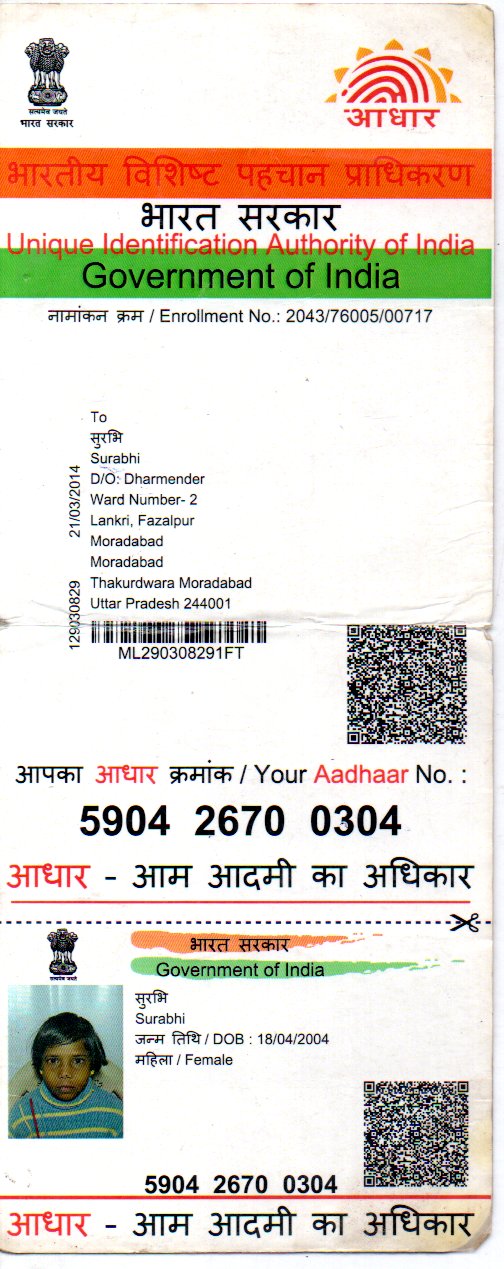 सत्यमेव जयते
भारत सरकार
आधार
भारतीय विशिष्ट पहचान प्राधिकरण
भारत सरकार
Unique Identification Authority of India
Government of India
नामांकन क्रम / Enrollment No.: 2043/76005/00717
To
सुरभि
Surabhi
D/O: Dharmender
Ward Number- 2
Lankri, Fazalpur
Moradabad
Moradabad
Thakurdwara Moradabad
Uttar Pradesh 244001
21/03/2014
129030829
ML290308291FT
आपका आधार क्रमांक / Your Aadhaar No. :
5904 2670 0304
आधार - आम आदमी का अधिकार
भारत सरकार
Government of India
सुरभि
Surabhi
जन्म तिथि / DOB : 18/04/2004
महिला / Female
5904 2670 0304
आधार - आम आदमी का अधिकार